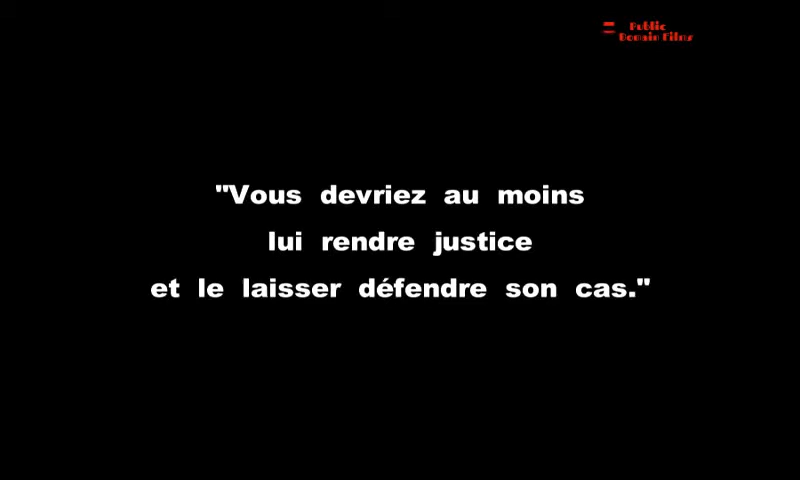 Public
Domain Films
"Vous devriez au moins
lui rendre justice
et le laisser défendre son cas."